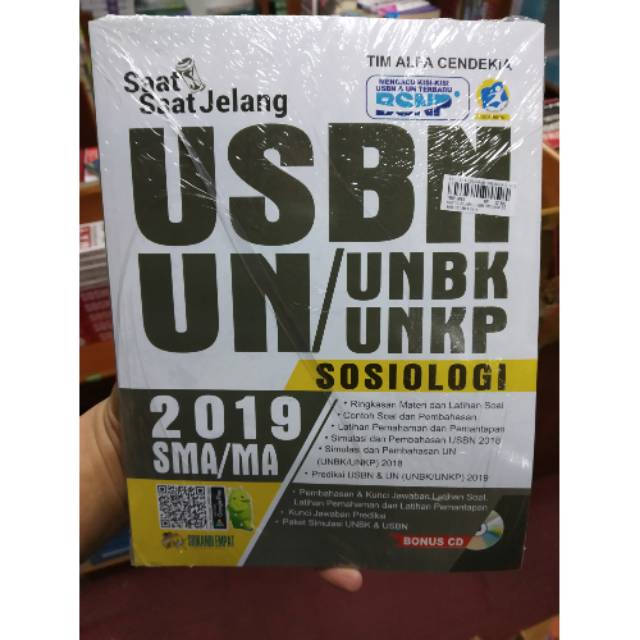 TIM ALFA CENDEKIA
Saat
Saat Jelang
MENGACU KISI-KISI
USBN & UN TERBARU
BSNP
USBN
UN/UNBK
UNKP
SOSIOLOGI
2019
SMA/MA
• Ringkasan Materi dan Latihan Soal
• Contoh Soal dan Pembahasan
• Latihan Pemahaman dan Pemantapan
• Simulasi dan Pembahasan USBN 2018
• Simulasi dan Pembahasan UN
(UNBK/UNKP) 2018
• Prediksi USBN & UN (UNBK/UNKP) 2019
• Pembahasan & Kunci Jawaban Latihan Soal,
Latihan Pemahaman dan Latihan Pemantapan
• Kunci Jawaban Prediksi
• Paket Simulasi UNBK & USBN
SRIKANDI EMPAT
BONUS CD